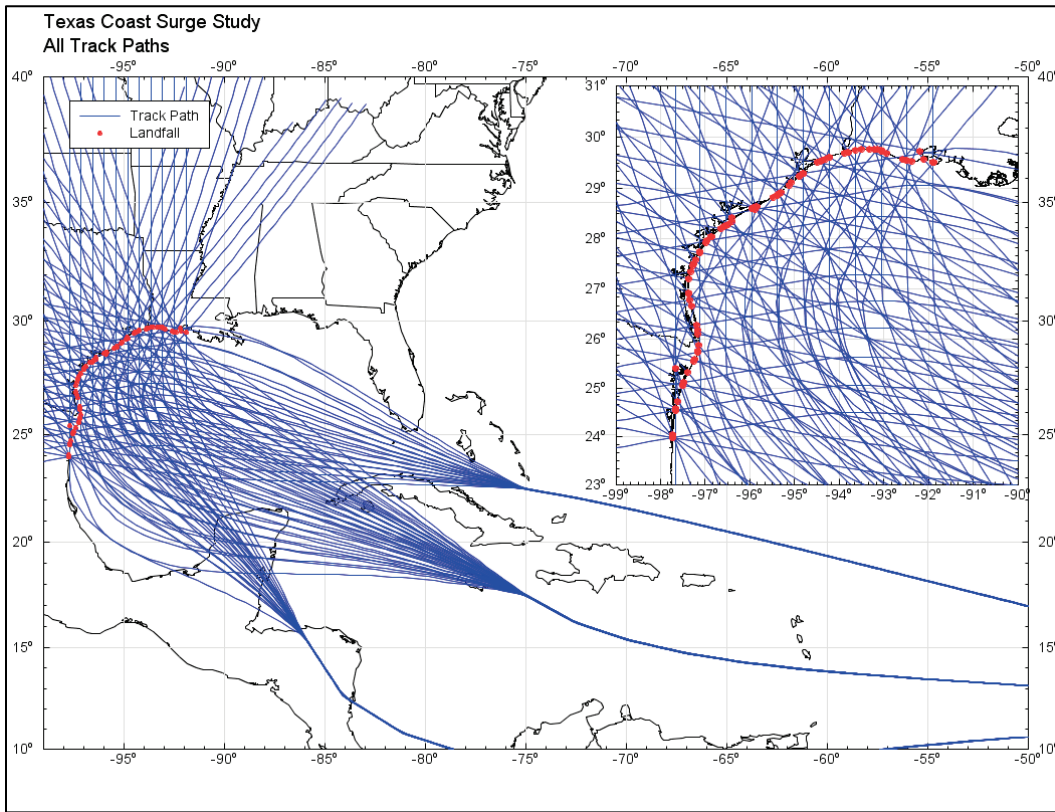 Texas Coast Surge Study
All Track Paths
-95° -90° -85° -80° -75° -70° -65° -60° -55° -50°
40° 40°
Track Path
Landfall
31°
30°
29°
28°
27°
26°
25°
24°
23°
-99 -98° -97° -96° -95° -94° -93° -92° -91° -90°
35° 35°
30° 30°
25° 25°
20° 20°
15° 15°
10° 10°
-95° -90° -85° -80° -75° -70° -65° -60° -55° -50°